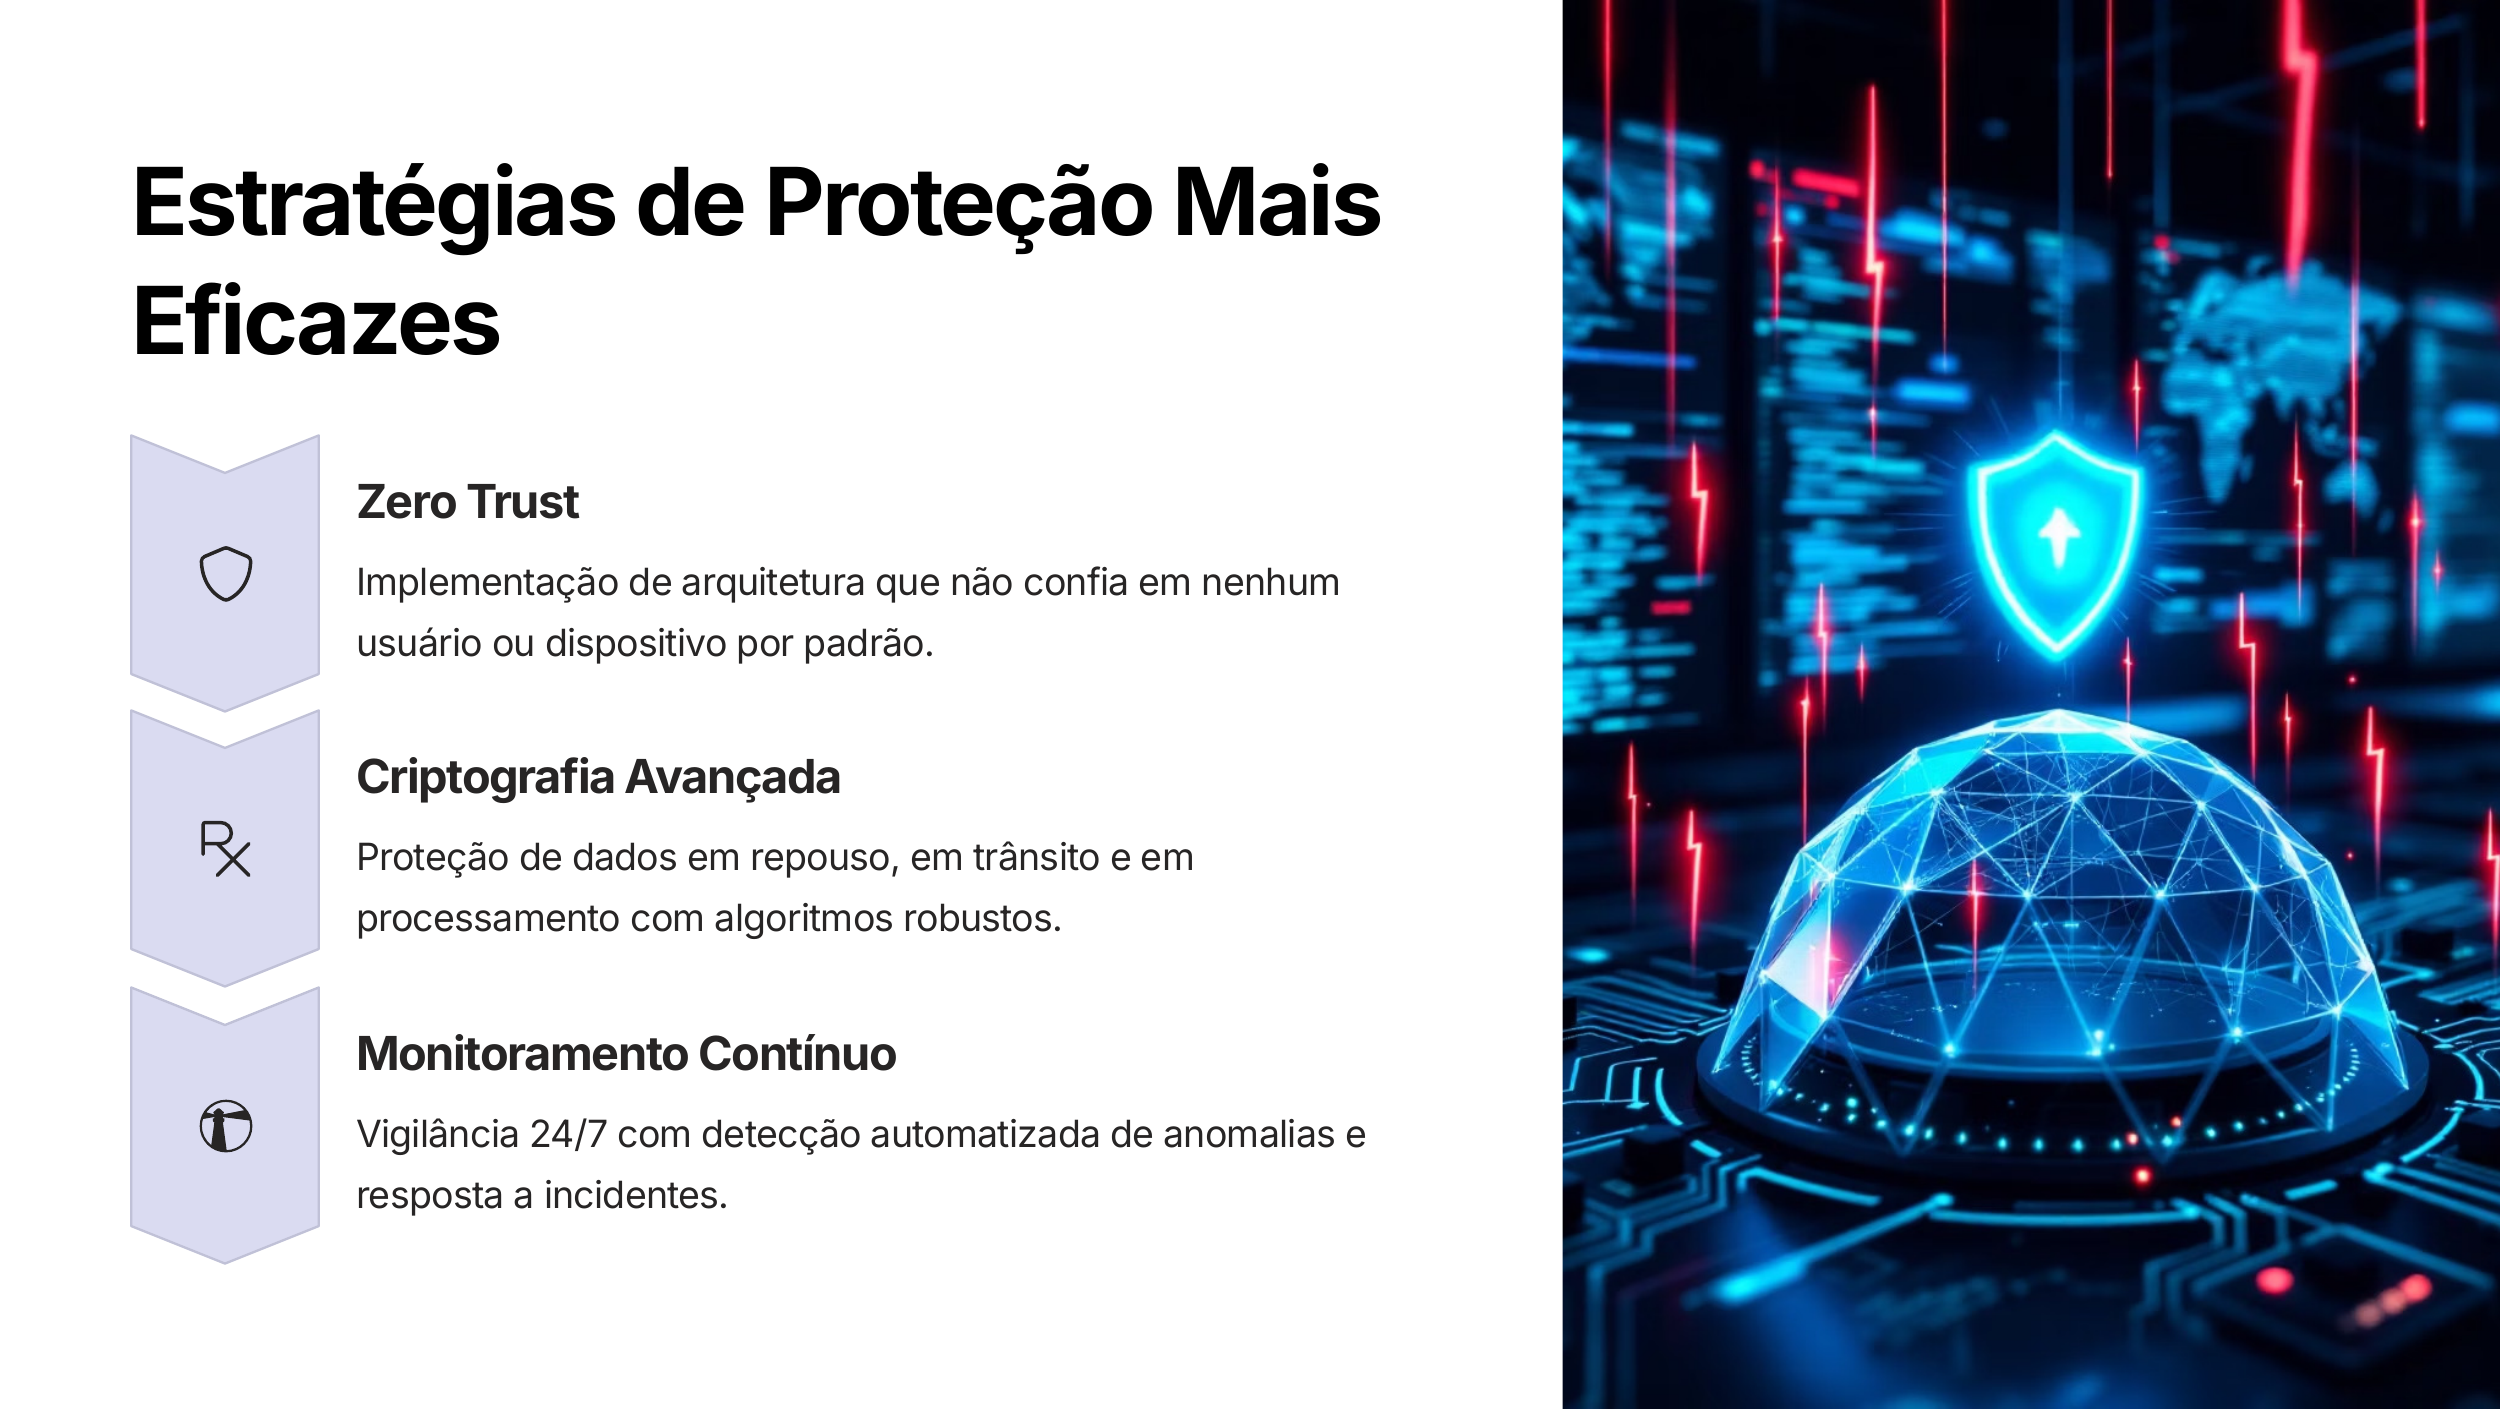 Estratégias de Proteção Mais
Eficazes
Zero Trust
Implementação de arquitetura que não confia em nenhum
usuário ou dispositivo por padrão.
Criptografia Avançada
Proteção de dados em repouso, em trânsito e em
processamento com algoritmos robustos.
Monitoramento Contínuo
Vigilância 24/7 com detecção automatizada de anomalias e
resposta a incidentes.